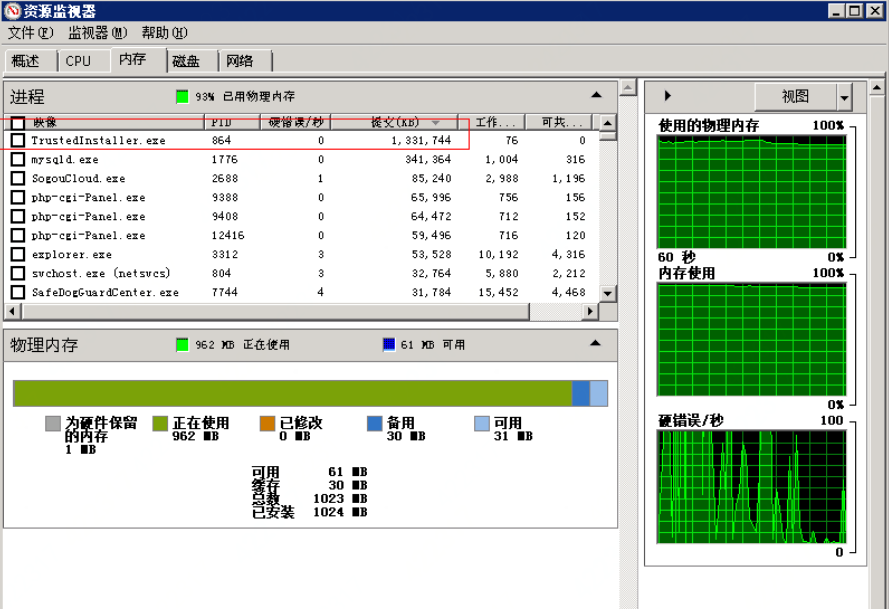 资源监视器
文件(F) 监视器(M) 帮助(H)
概述 CPU 内存 磁盘 网络
进程 93% 已用物理内存
映像 PID 硬错误/秒 提交(KB) 工作... 可共...
TrustedInstaller.exe 864 0 1,331,744 76 0
mysqld.exe 1776 0 341,364 1,004 316
SogouCloud.exe 2688 1 85,240 2,988 1,196
php-cgi-Panel.exe 9388 0 65,996 756 156
php-cgi-Panel.exe 9408 0 64,472 712 152
php-cgi-Panel.exe 12416 0 59,496 716 120
explorer.exe 3312 3 53,528 10,192 4,316
svchost.exe (netsvcs) 804 3 32,764 5,880 2,212
SafeDogGuardCenter.exe 7744 4 31,784 15,452 4,468
物理内存 962 MB 正在使用 61 MB 可用
为硬件保留的内存 1 MB
正在使用 962 MB
已修改 0 MB
备用 30 MB
可用 31 MB
可用 61 MB
缓存 30 MB
总数 1023 MB
已安装 1024 MB
视图
使用的物理内存 100%
60 秒 0%
内存使用 100%
0%
硬错误/秒 100
0